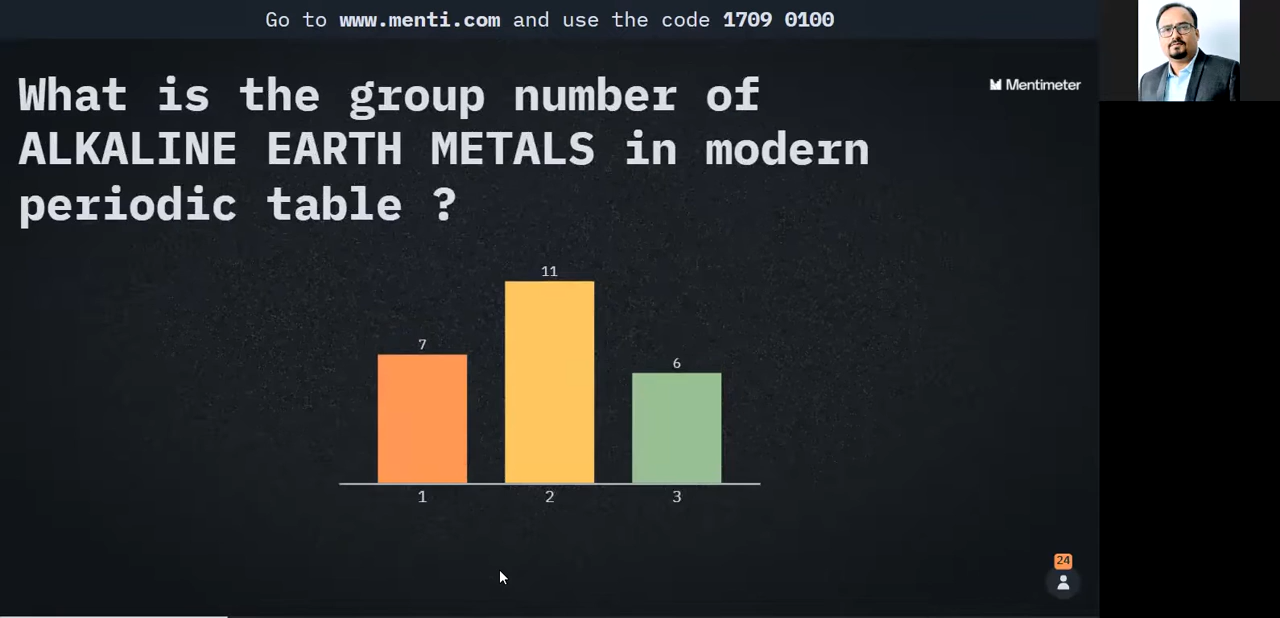 Go to www.menti.com and use the code 1709 0100
Mentimeter
What is the group number of
ALKALINE EARTH METALS in modern
periodic table ?
7
11
6
1
2
3
24